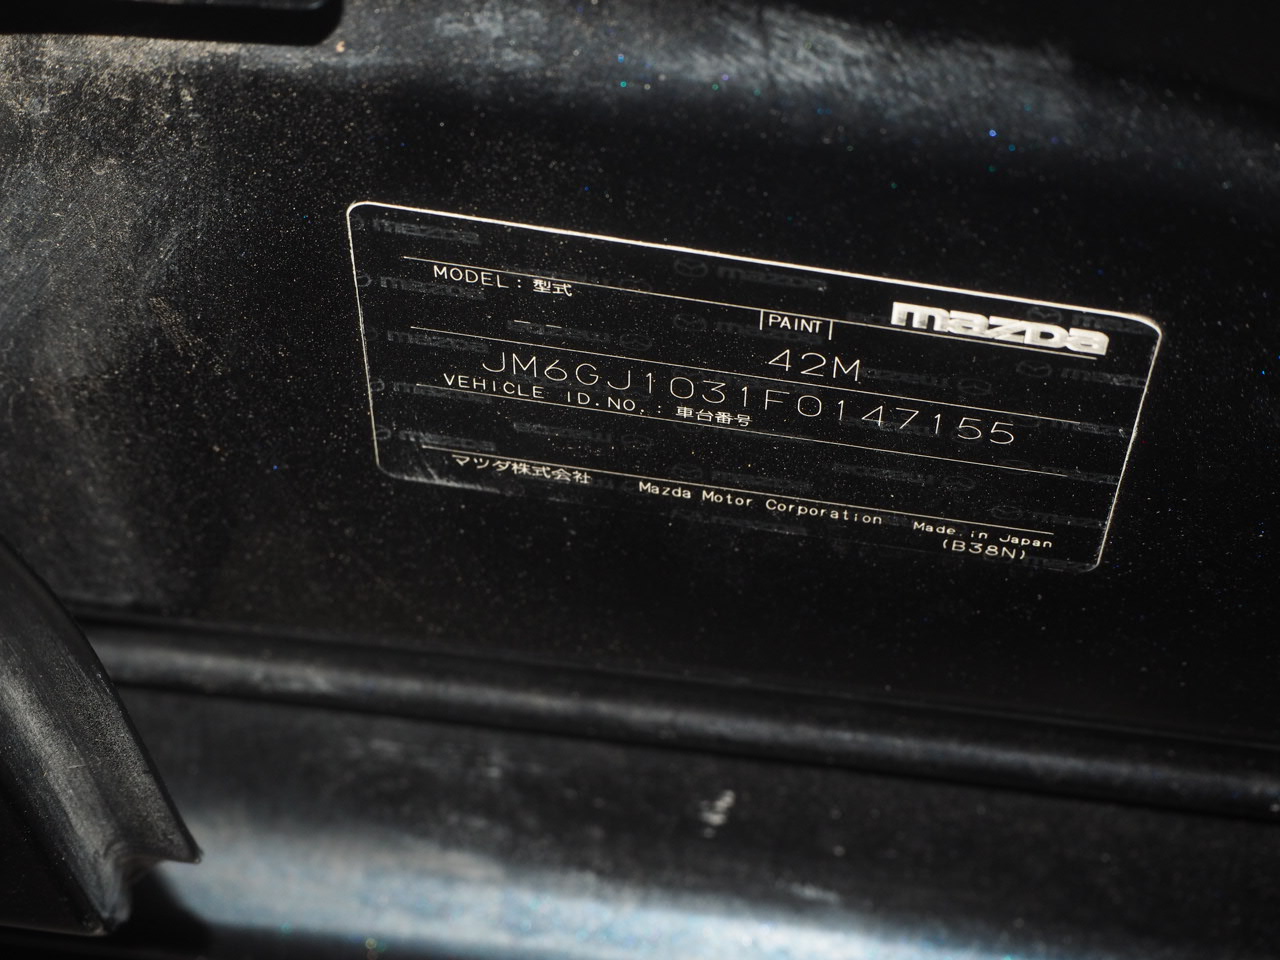 MODEL : 型式
PAINT
mazda
— —
42M
JM6GJ1031F0147155
VEHICLE ID.NO. : 車台番号
マツダ株式会社 Mazda Motor Corporation Made in Japan
(B38N)